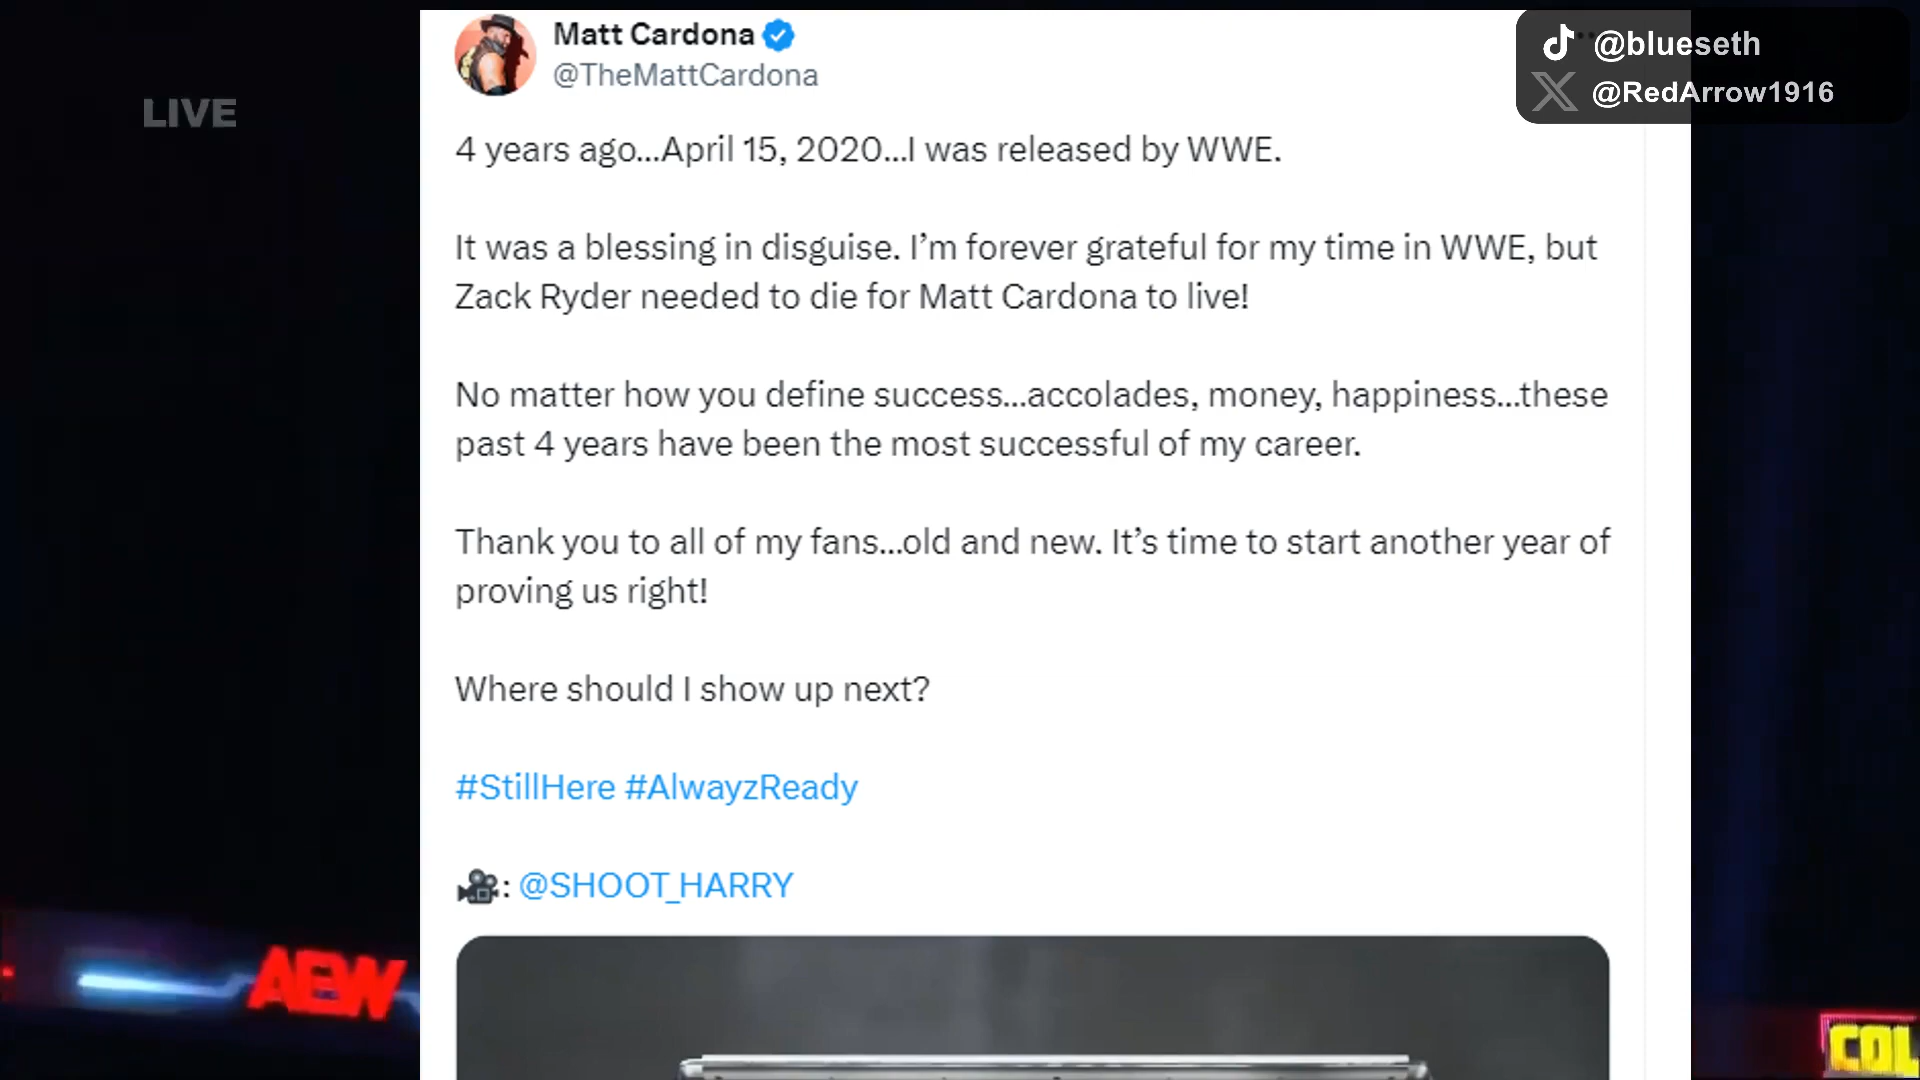 Matt Cardona
@TheMattCardona
@blueseth
@RedArrow1916
LIVE
4 years ago...April 15, 2020...I was released by WWE.
It was a blessing in disguise. I’m forever grateful for my time in WWE, but
Zack Ryder needed to die for Matt Cardona to live!
No matter how you define success...accolades, money, happiness...these
past 4 years have been the most successful of my career.
Thank you to all of my fans...old and new. It’s time to start another year of
proving us right!
Where should I show up next?
#StillHere #AlwayzReady
🎥: @SHOOT_HARRY
AEW
COL